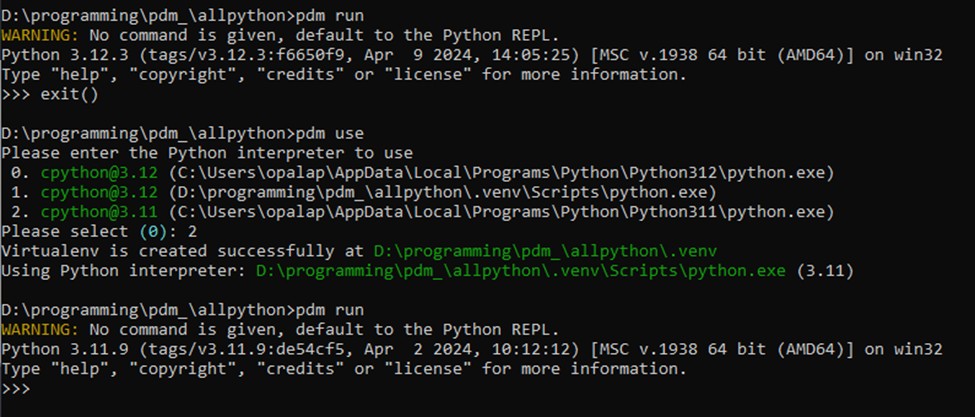 D:\programming\pdm_\allpython>pdm run
WARNING: No command is given, default to the Python REPL.
Python 3.12.3 (tags/v3.12.3:f6650f9, Apr  9 2024, 14:05:25) [MSC v.1938 64 bit (AMD64)] on win32
Type "help", "copyright", "credits" or "license" for more information.
>>> exit()
D:\programming\pdm_\allpython>pdm use
Please enter the Python interpreter to use
 0. cpython@3.12 (C:\Users\opalap\AppData\Local\Programs\Python\Python312\python.exe)
 1. cpython@3.12 (D:\programming\pdm_\allpython\.venv\Scripts\python.exe)
 2. cpython@3.11 (C:\Users\opalap\AppData\Local\Programs\Python\Python311\python.exe)
Please select (0): 2
Virtualenv is created successfully at D:\programming\pdm_\allpython\.venv
Using Python interpreter: D:\programming\pdm_\allpython\.venv\Scripts\python.exe (3.11)
D:\programming\pdm_\allpython>pdm run
WARNING: No command is given, default to the Python REPL.
Python 3.11.9 (tags/v3.11.9:de54cf5, Apr  2 2024, 10:12:12) [MSC v.1938 64 bit (AMD64)] on win32
Type "help", "copyright", "credits" or "license" for more information.
>>>